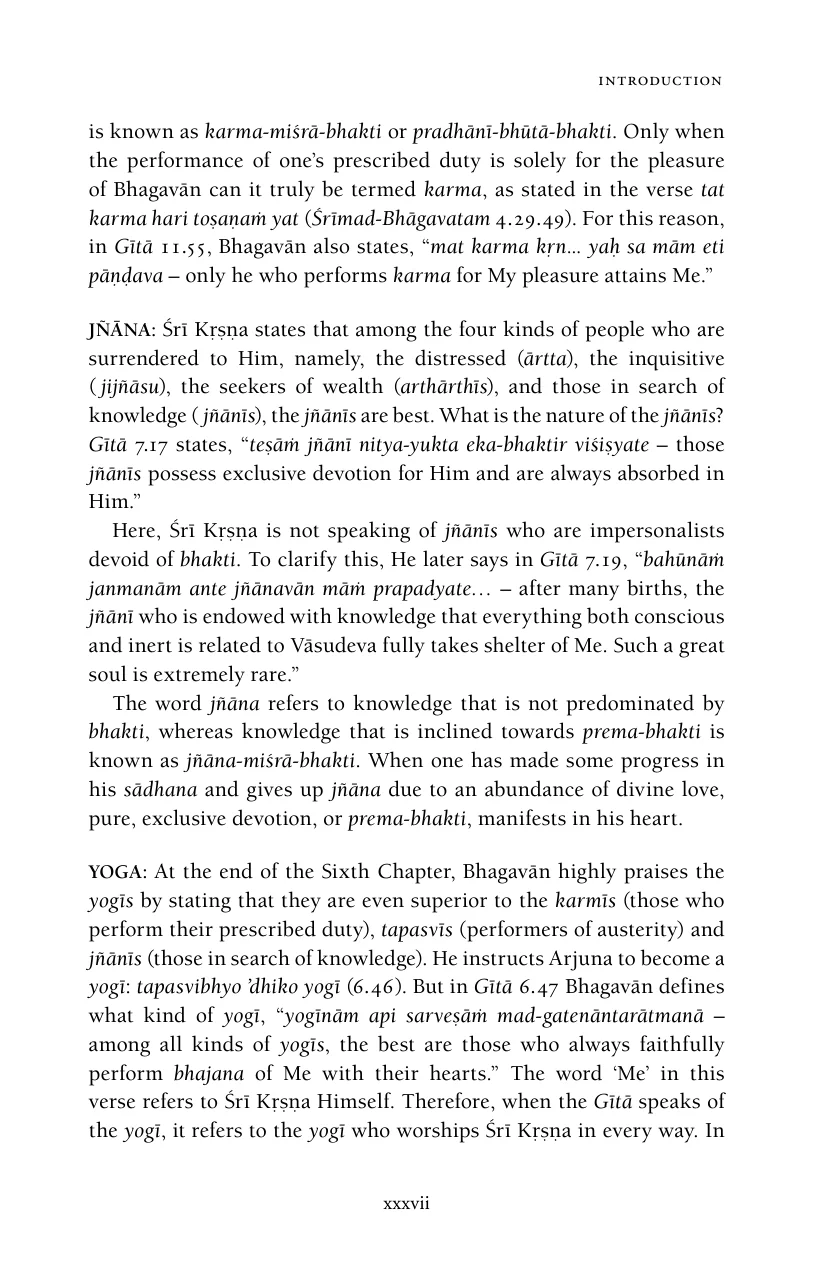 INTRODUCTION
is known as karma-miśrā-bhakti or pradhānī-bhūtā-bhakti. Only when
the performance of one’s prescribed duty is solely for the pleasure
of Bhagavān can it truly be termed karma, as stated in the verse tat
karma hari toṣaṇaṁ yat (Śrīmad-Bhāgavatam 4.29.49). For this reason,
in Gītā 11.55, Bhagavān also states, “mat karma kṛn... yaḥ sa mām eti
pāṇḍava – only he who performs karma for My pleasure attains Me.”
JÑĀNA: Śrī Kṛṣṇa states that among the four kinds of people who are
surrendered to Him, namely, the distressed (ārtta), the inquisitive
(jijñāsu), the seekers of wealth (arthārthīs), and those in search of
knowledge (jñānīs), the jñānīs are best. What is the nature of the jñānīs?
Gītā 7.17 states, “teṣāṁ jñānī nitya-yukta eka-bhaktir viśiṣyate – those
jñānīs possess exclusive devotion for Him and are always absorbed in
Him.”
Here, Śrī Kṛṣṇa is not speaking of jñānīs who are impersonalists
devoid of bhakti. To clarify this, He later says in Gītā 7.19, “bahūnāṁ
janmanām ante jñānavān māṁ prapadyate… – after many births, the
jñānī who is endowed with knowledge that everything both conscious
and inert is related to Vāsudeva fully takes shelter of Me. Such a great
soul is extremely rare.”
The word jñāna refers to knowledge that is not predominated by
bhakti, whereas knowledge that is inclined towards prema-bhakti is
known as jñāna-miśrā-bhakti. When one has made some progress in
his sādhana and gives up jñāna due to an abundance of divine love,
pure, exclusive devotion, or prema-bhakti, manifests in his heart.
YOGA: At the end of the Sixth Chapter, Bhagavān highly praises the
yogīs by stating that they are even superior to the karmīs (those who
perform their prescribed duty), tapasvīs (performers of austerity) and
jñānīs (those in search of knowledge). He instructs Arjuna to become a
yogī: tapasvibhyo ’dhiko yogī (6.46). But in Gītā 6.47 Bhagavān defines
what kind of yogī, “yogīnām api sarveṣāṁ mad-gatenāntarātmanā –
among all kinds of yogīs, the best are those who always faithfully
perform bhajana of Me with their hearts.” The word ‘Me’ in this
verse refers to Śrī Kṛṣṇa Himself. Therefore, when the Gītā speaks of
the yogī, it refers to the yogī who worships Śrī Kṛṣṇa in every way. In
xxxvii